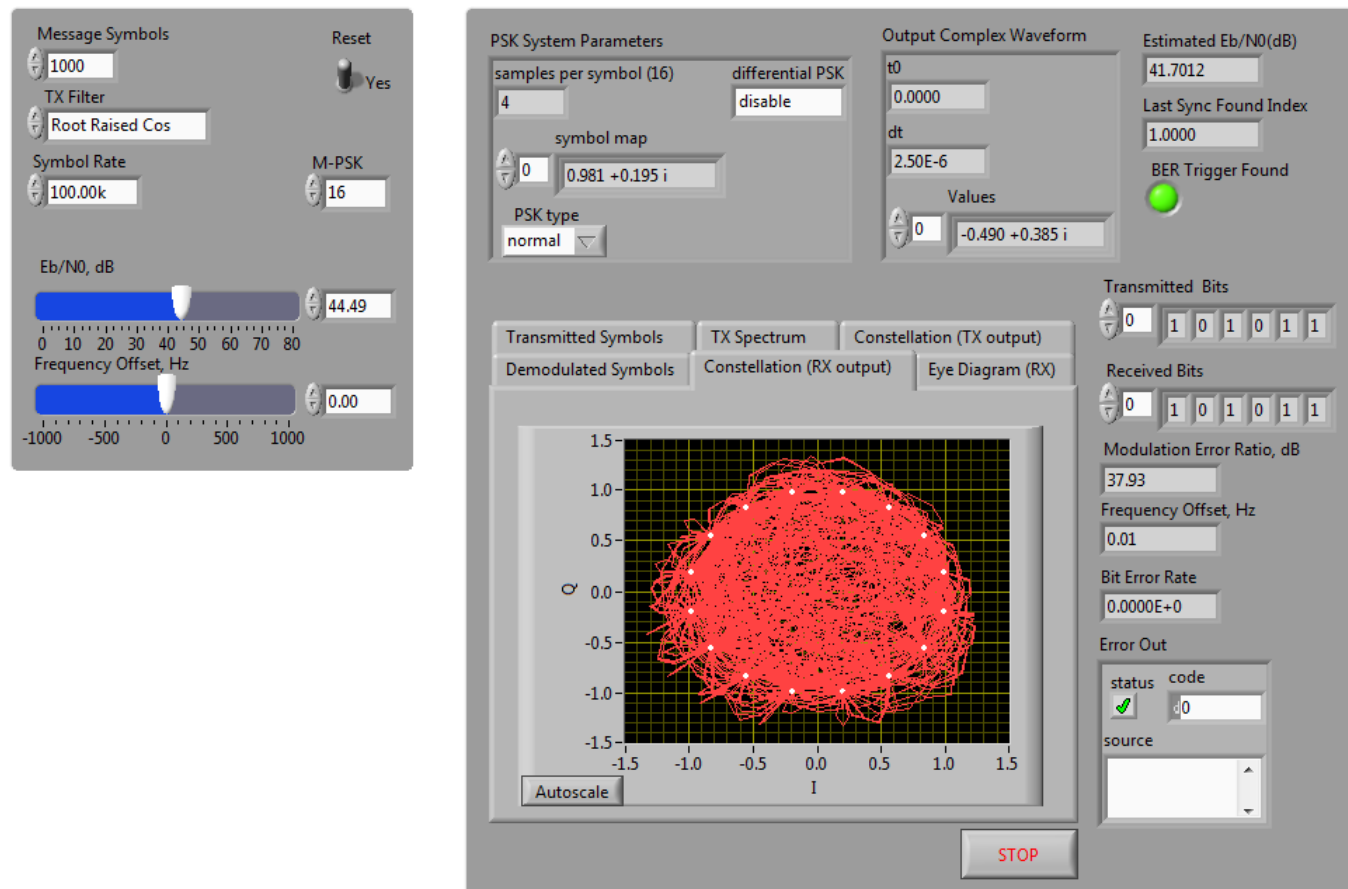 Message Symbols
Reset
1000
Yes
TX Filter
Root Raised Cos
Symbol Rate
M-PSK
100.00k
16
Eb/N0, dB
44.49
0 10 20 30 40 50 60 70 80
Frequency Offset, Hz
0.00
-1000 -500 0 500 1000
PSK System Parameters
samples per symbol (16)
differential PSK
4
disable
symbol map
0
0.981 +0.195 i
PSK type
normal
Output Complex Waveform
t0
0.0000
dt
2.50E-6
Values
0
-0.490 +0.385 i
Estimated Eb/N0(dB)
41.7012
Last Sync Found Index
1.0000
BER Trigger Found
Transmitted Symbols
TX Spectrum
Constellation (TX output)
Demodulated Symbols
Constellation (RX output)
Eye Diagram (RX)
1.5
1.0
0.5
0.0
-0.5
-1.0
-1.5
Q
-1.5 -1.0 -0.5 0.0 0.5 1.0 1.5
I
Autoscale
STOP
Transmitted Bits
0
1 0 1 0 1 1
Received Bits
0
1 0 1 0 1 1
Modulation Error Ratio, dB
37.93
Frequency Offset, Hz
0.01
Bit Error Rate
0.0000E+0
Error Out
status
code
d0
source